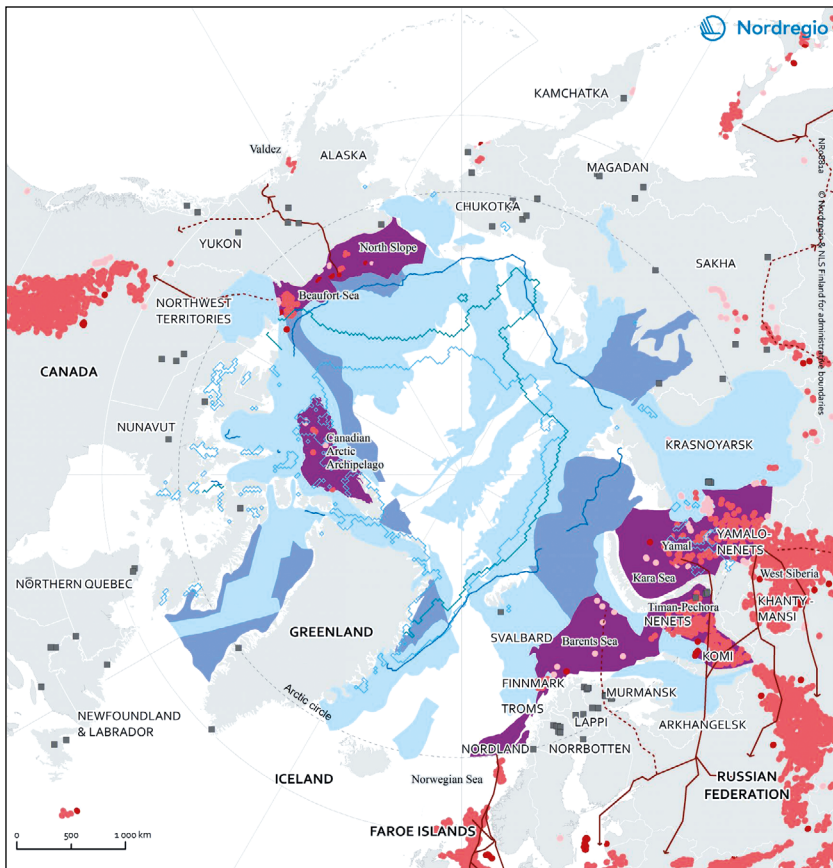 Nordregio
KAMCHATKA
Valdez
ALASKA
MAGADAN
NR0881a © Nordregio & NLS Finland for administrative boundaries
CHUKOTKA
YUKON
North Slope
SAKHA
Beaufort Sea
NORTHWEST
TERRITORIES
CANADA
NUNAVUT
Canadian
Arctic
Archipelago
KRASNOYARSK
YAMALO-
NENETS
Yamal
Kara Sea
West Siberia
NORTHERN QUEBEC
Timan-Pechora
NENETS
KHANTY
MANSI
GREENLAND
SVALBARD
Barents Sea
KOMI
FINNMARK
MURMANSK
Arctic circle
TROMS
LAPPI
ARKHANGELSK
NEWFOUNDLAND
& LABRADOR
NORDLAND
NORRBOTTEN
ICELAND
Norwegian Sea
RUSSIAN
FEDERATION
FAROE ISLANDS
0 500 1 000 km